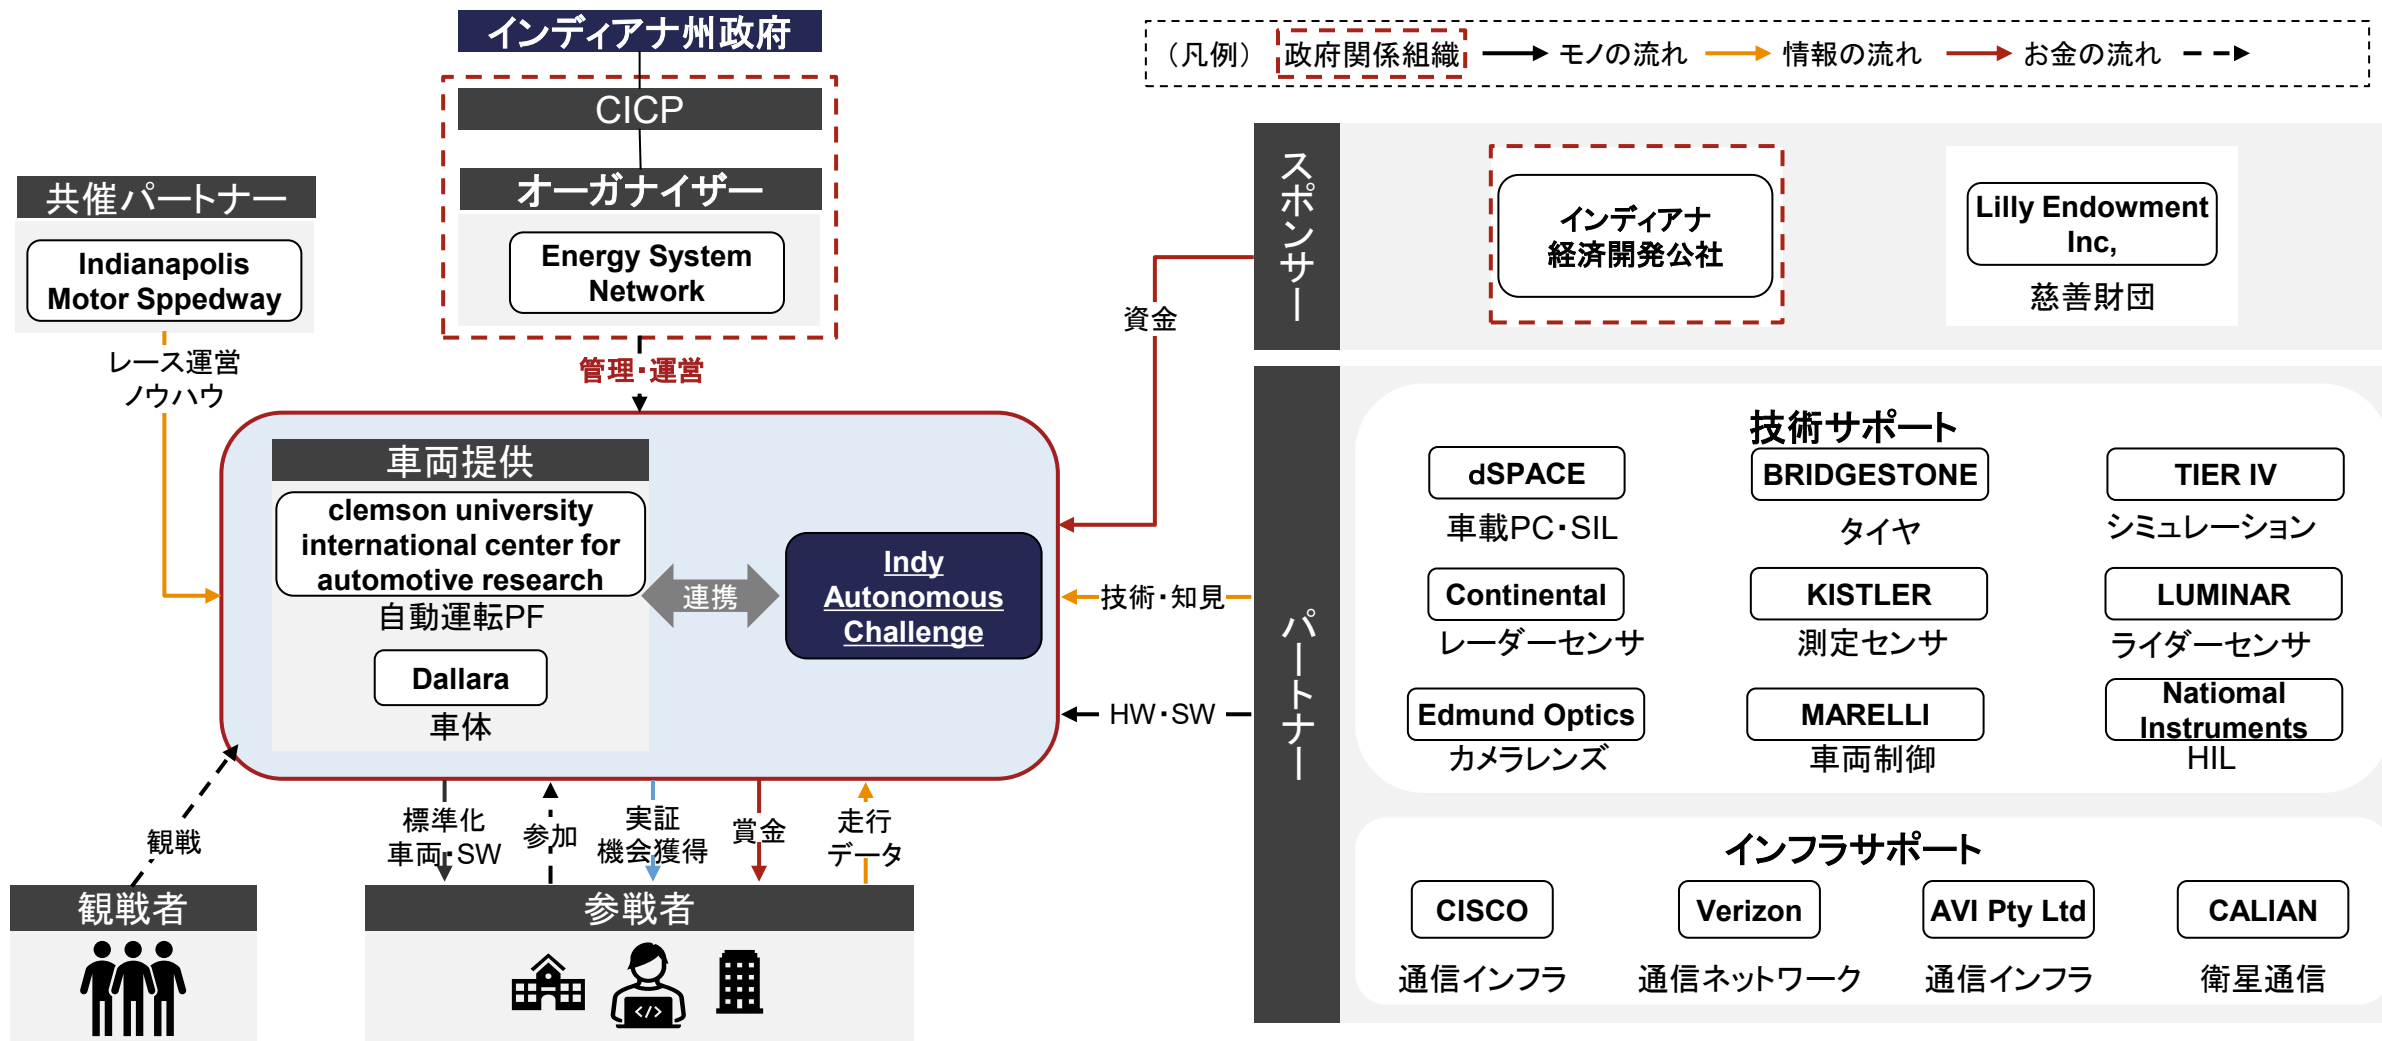 インディアナ州政府
CICP
オーガナイザー
Energy System
Network
管理・運営
(凡例)
政府関係組織
モノの流れ
情報の流れ
お金の流れ
共催パートナー
Indianapolis
Motor Sppedway
レース運営
ノウハウ
車両提供
clemson university
international center for
automotive research
自動運転PF
Dallara
車体
連携
Indy
Autonomous
Challenge
資金
技術・知見
HW・SW
観戦
標準化
車両・SW
参加
実証
機会獲得
賞金
走行
データ
観戦者
参戦者
</>
スポンサー
インディアナ
経済開発公社
Lilly Endowment
Inc,
慈善財団
パートナー
技術サポート
dSPACE
車載PC・SIL
BRIDGESTONE
タイヤ
TIER IV
シミュレーション
Continental
レーダーセンサ
KISTLER
測定センサ
LUMINAR
ライダーセンサ
Edmund Optics
カメラレンズ
MARELLI
車両制御
Natiomal
Instruments
HIL
インフラサポート
CISCO
通信インフラ
Verizon
通信ネットワーク
AVI Pty Ltd
通信インフラ
CALIAN
衛星通信